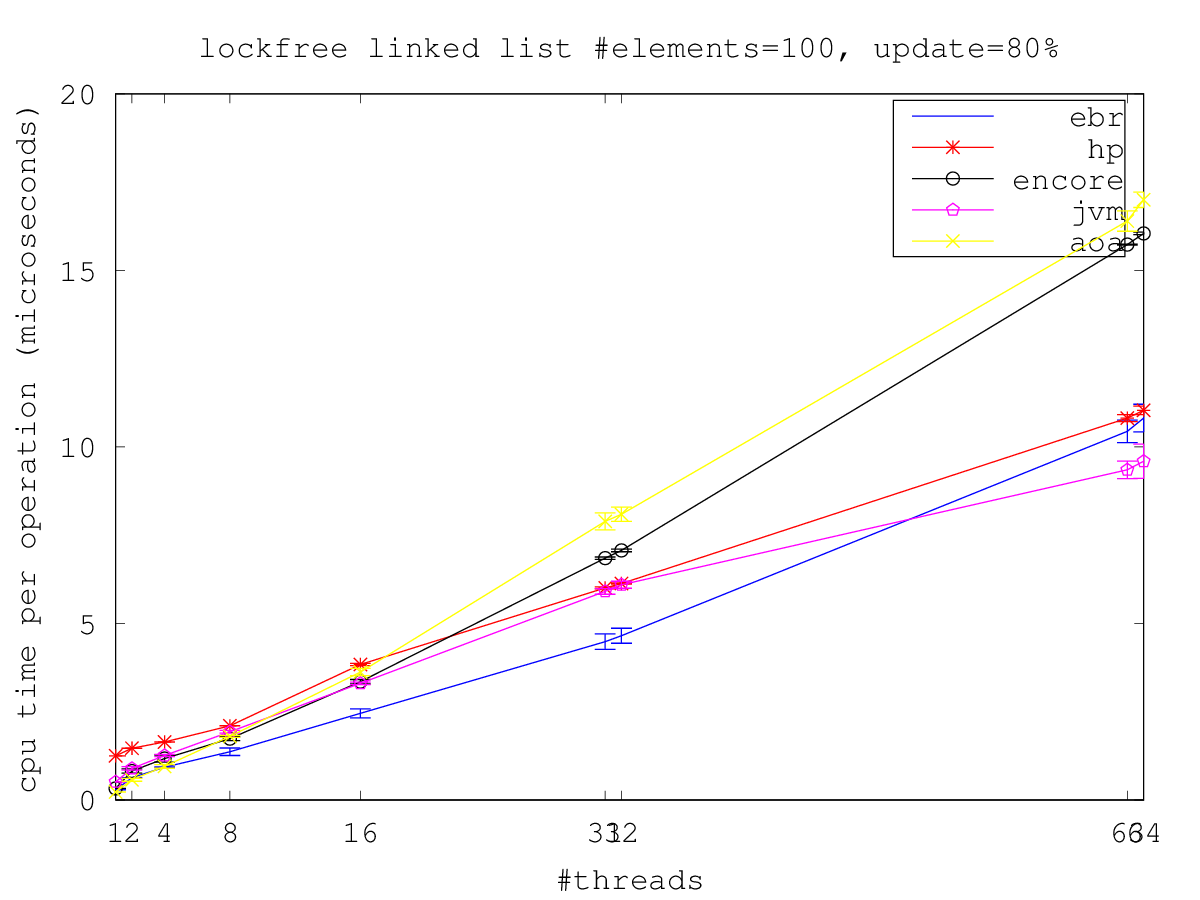 lockfree linked list #elements=100, update=80%
cpu time per operation (microseconds)
20
15
10
5
0
ebr
hp
encore
jvm
aoa
1 2 4 8 16 31 32 63 64
#threads